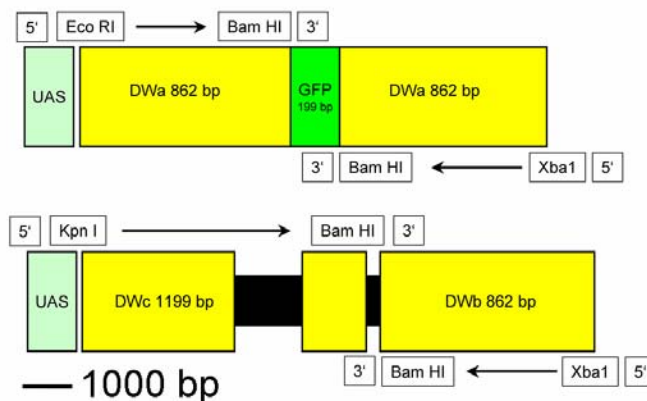 5' Eco RI Bam HI 3'
UAS DWa 862 bp GFP 199 bp DWa 862 bp
3' Bam HI Xba1 5'
5' Kpn I Bam HI 3'
UAS DWc 1199 bp DWb 862 bp
3' Bam HI Xba1 5'
1000 bp